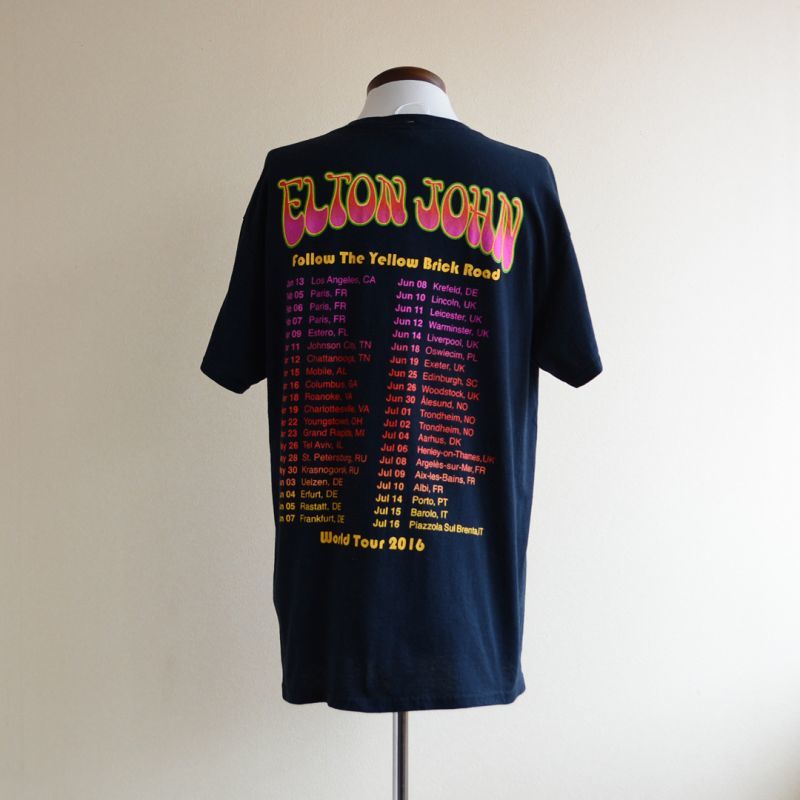 ELTON JOHN
Follow The Yellow Brick Road
13 Los Angeles, CA
05 Paris, FR
06 Paris, FR
07 Paris, FR
09 Estero, FL
11 Johnson City, TN
12 Chattanooga, TN
15 Mobile, AL
16 Columbus, GA
18 Roanoke, VA
19 Charlottesville, VA
22 Youngstown, OH
23 Grand Rapids, MI
26 Tel Aviv, IL
28 St. Petersburg, RU
30 Krasnogorsk, RU
03 Uelzen, DE
04 Erfurt, DE
05 Rastatt, DE
07 Frankfurt, DE
Jun 08 Krefeld, DE
Jun 10 Lincoln, UK
Jun 11 Leicester, UK
Jun 12 Warminster, UK
Jun 14 Liverpool, UK
Jun 18 Oswiecim, PL
Jun 19 Exeter, UK
Jun 25 Edinburgh, SC
Jun 26 Woodstock, UK
Jun 30 Ålesund, NO
Jul 01 Trondheim, NO
Jul 02 Trondheim, NO
Jul 04 Aarhus, DK
Jul 06 Henley-on-Thames, UK
Jul 08 Argelès-sur-Mer, FR
Jul 09 Aix-les-Bains, FR
Jul 10 Albi, FR
Jul 14 Porto, PT
Jul 15 Barolo, IT
Jul 16 Piazzola Sul Brenta, IT
World Tour 2016